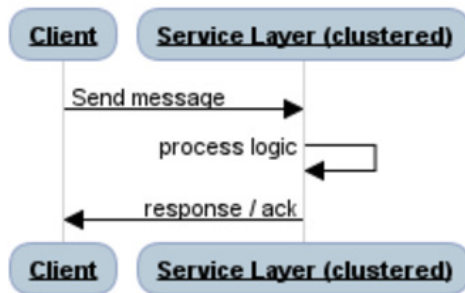 Client
Service Layer (clustered)
Send message
process logic
response / ack
Client
Service Layer (clustered)